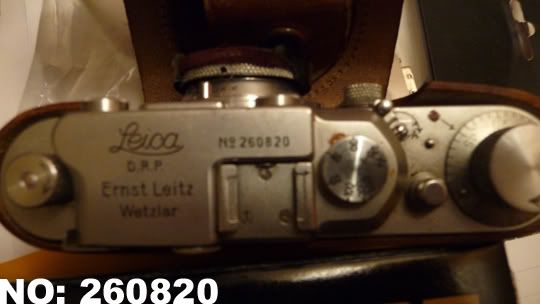 Leica
No 260820
D.R.P.
Ernst Leitz
Wetzlar
NO: 260820